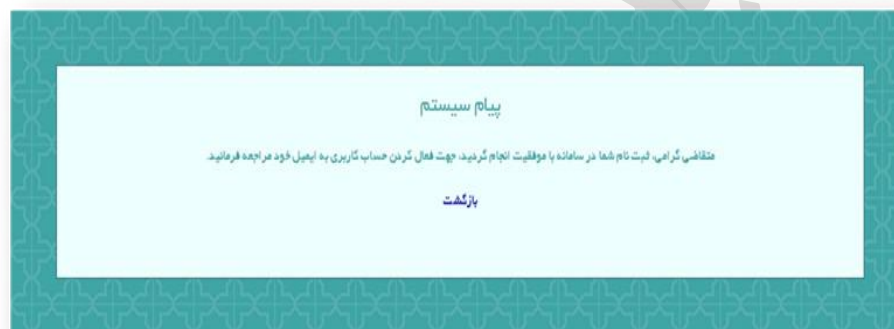 پیام سیستم
متقاضی گرامی، ثبت نام شما در سامانه با موفقیت انجام گردید، جهت فعال کردن حساب کاربری به ایمیل خود مراجعه فرمائید.
بازگشت